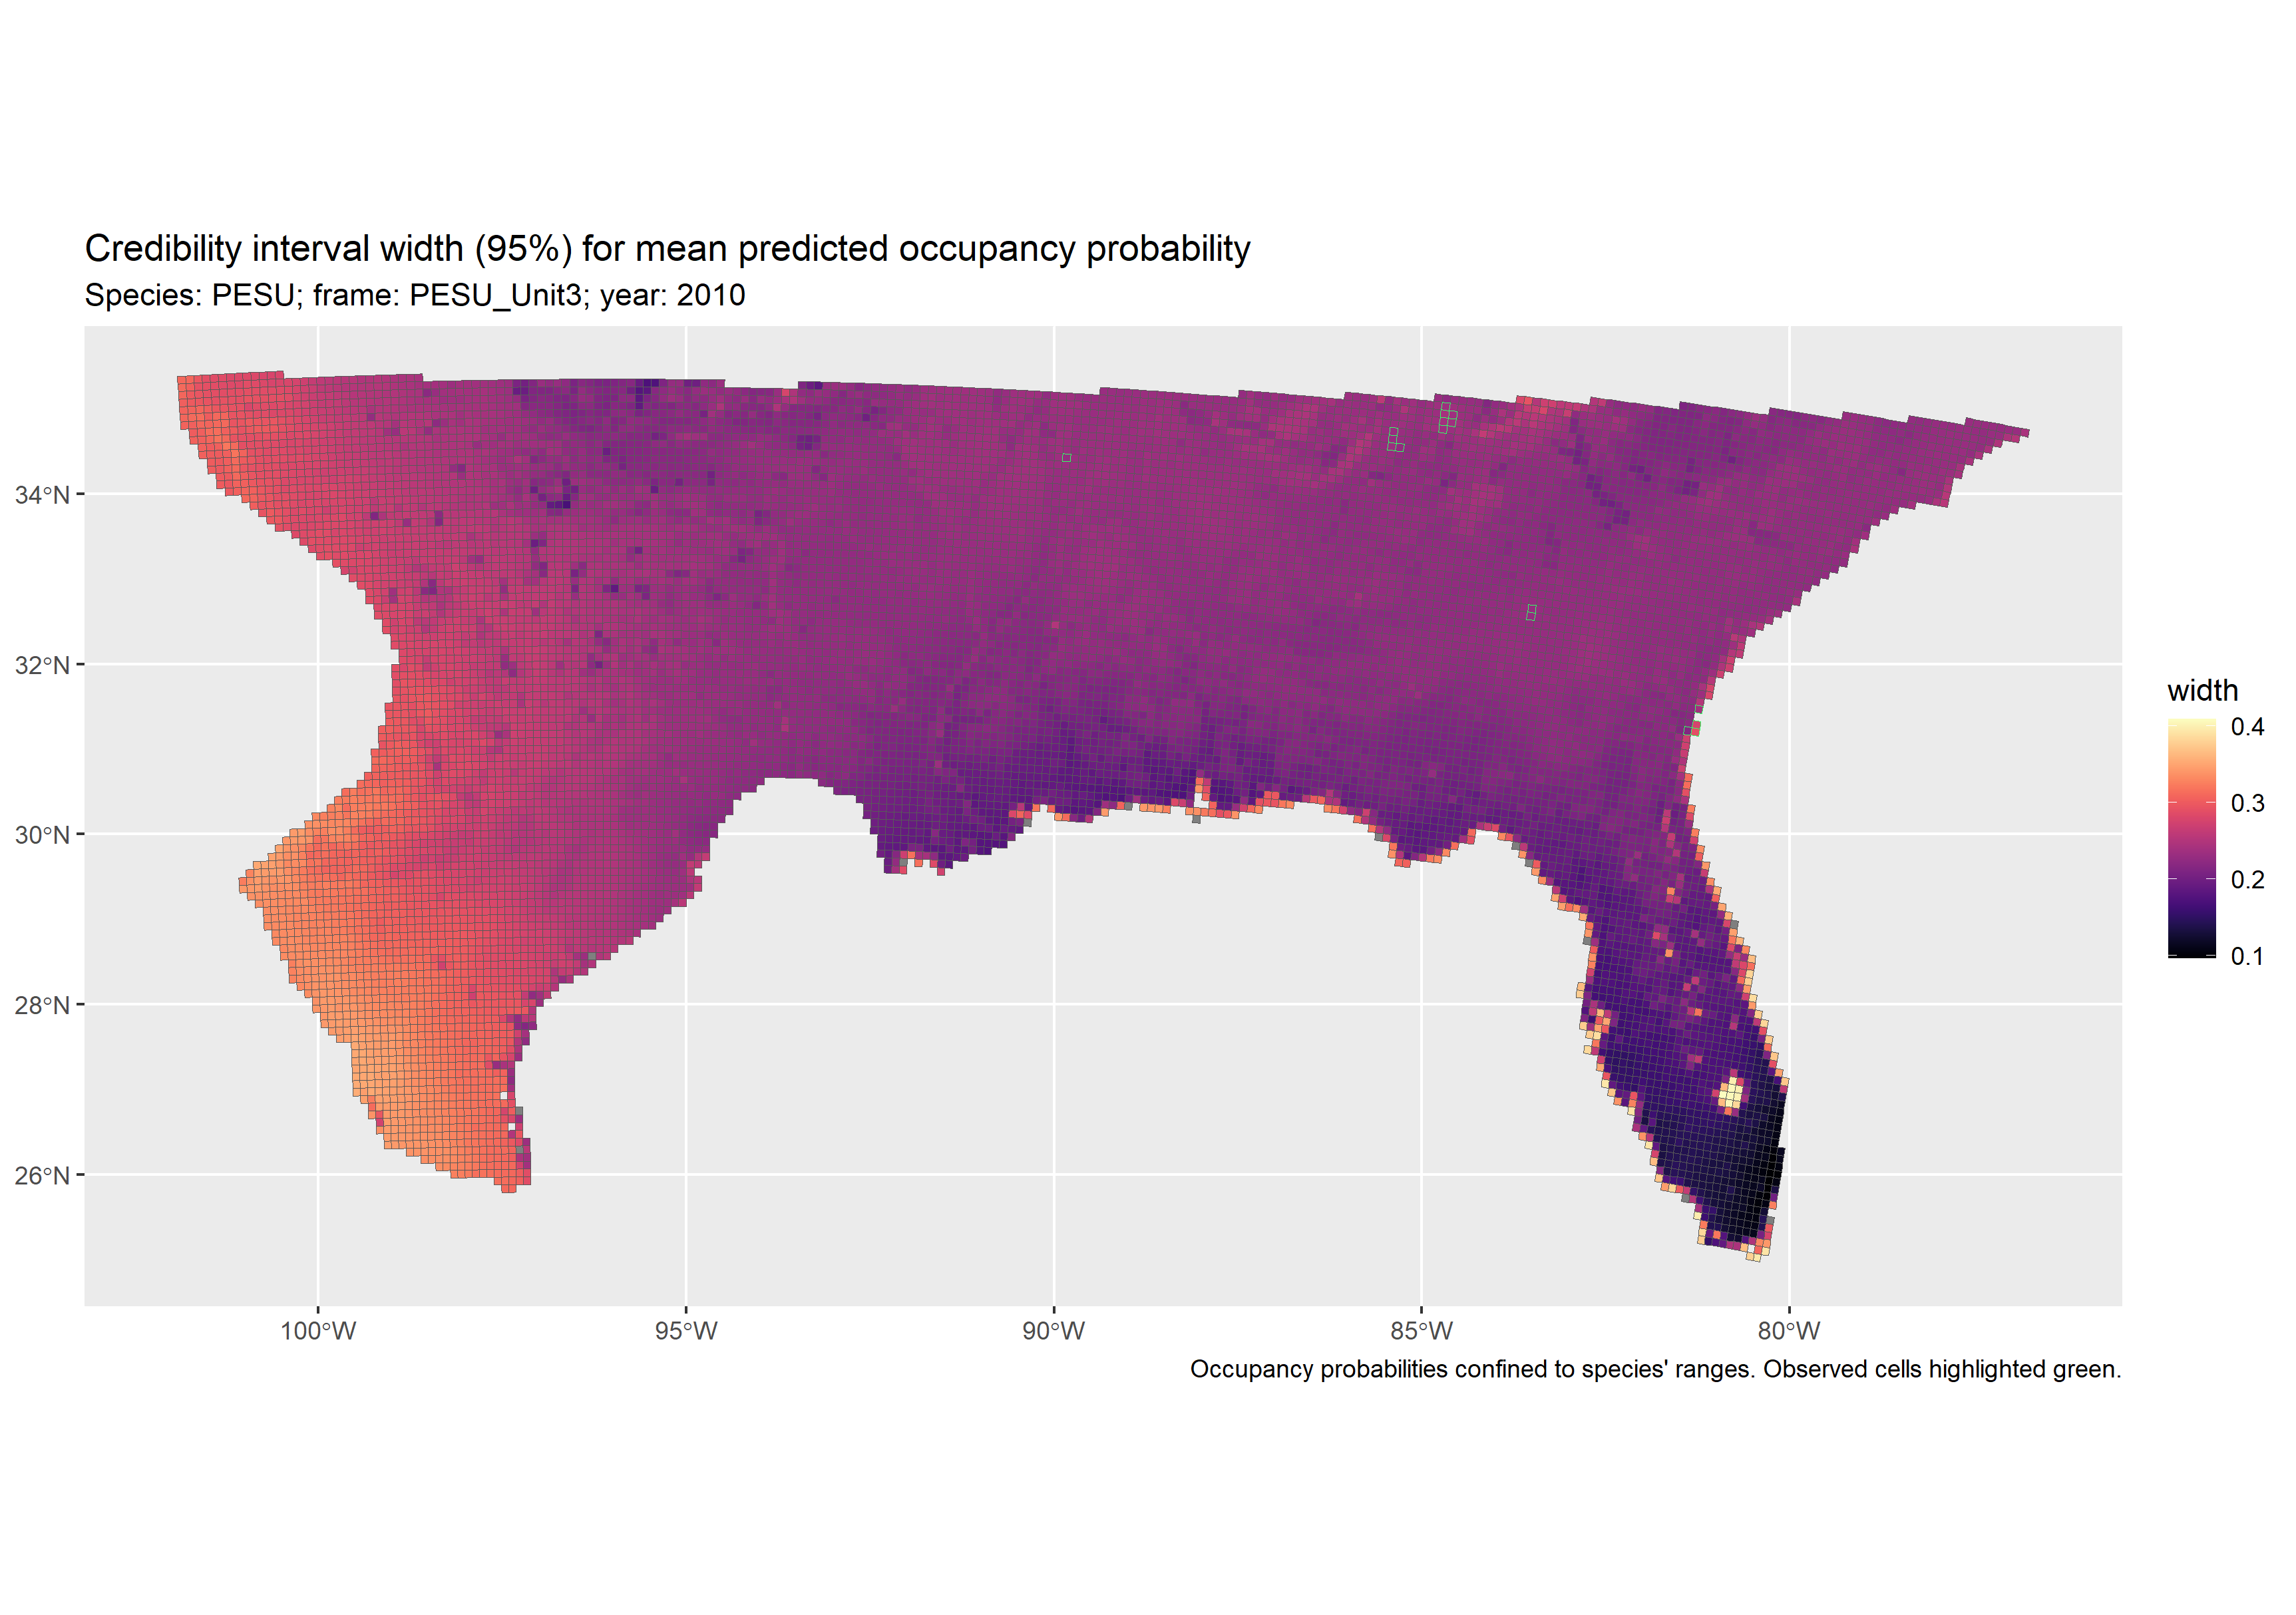 Credibility interval width (95%) for mean predicted occupancy probability
Species: PESU; frame: PESU_Unit3; year: 2010
34°N
32°N
30°N
28°N
26°N
100°W
95°W
90°W
85°W
80°W
width
0.4
0.3
0.2
0.1
Occupancy probabilities confined to species' ranges. Observed cells highlighted green.